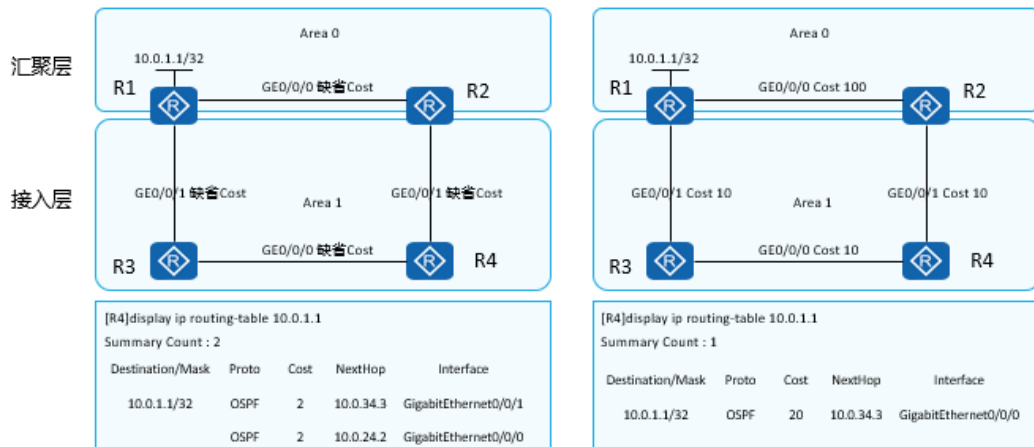 Area 0
Area 0
汇聚层
10.0.1.1/32
10.0.1.1/32
R1
GE0/0/0 缺省Cost
R2
R1
GE0/0/0 Cost 100
R2
接入层
GE0/0/1 缺省Cost
GE0/0/1 缺省Cost
GE0/0/1 Cost 10
GE0/0/1 Cost 10
Area 1
Area 1
R3
GE0/0/0 缺省Cost
R4
R3
GE0/0/0 Cost 10
R4
[R4]display ip routing-table 10.0.1.1
Summary Count : 2
Destination/Mask Proto Cost NextHop Interface
10.0.1.1/32 OSPF 2 10.0.34.3 GigabitEthernet0/0/1
OSPF 2 10.0.24.2 GigabitEthernet0/0/0
[R4]display ip routing-table 10.0.1.1
Summary Count : 1
Destination/Mask Proto Cost NextHop Interface
10.0.1.1/32 OSPF 20 10.0.34.3 GigabitEthernet0/0/0